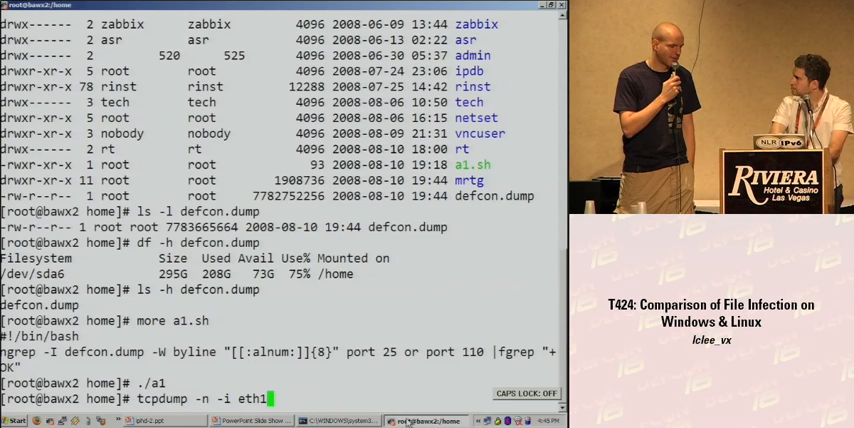 root@bawx2:/home
drwx------ 2 zabbix zabbix 4096 2008-06-09 13:44 zabbix
drwx------ 2 asr asr 4096 2008-06-13 02:22 asr
drwx------ 2 520 525 4096 2008-06-30 05:37 admin
drwxr-xr-x 5 root root 4096 2008-07-24 23:06 ipdb
drwxr-xr-x 78 rinst rinst 12288 2008-07-25 14:42 rinst
drwx------ 3 tech tech 4096 2008-08-06 10:50 tech
drwxr-xr-x 5 root root 4096 2008-08-06 16:15 netset
drwxr-xr-x 3 nobody nobody 4096 2008-08-09 21:31 vncuser
drwx------ 2 rt rt 4096 2008-08-10 18:00 rt
-rwxr-xr-x 1 root root 93 2008-08-10 19:18 a1.sh
drwxr-xr-x 11 root root 1908736 2008-08-10 19:44 mrtg
-rw-r--r-- 1 root root 7782752256 2008-08-10 19:44 defcon.dump
[root@bawx2 home]# ls -l defcon.dump
-rw-r--r-- 1 root root 7783665664 2008-08-10 19:44 defcon.dump
[root@bawx2 home]# df -h defcon.dump
Filesystem Size Used Avail Use% Mounted on
/dev/sda6 295G 208G 73G 75% /home
[root@bawx2 home]# ls -h defcon.dump
defcon.dump
[root@bawx2 home]# more a1.sh
#!/bin/bash
ngrep -I defcon.dump -W byline "[[:alnum:]]{8}" port 25 or port 110 |fgrep "+
OK"
[root@bawx2 home]# ./a1
[root@bawx2 home]# tcpdump -n -i eth1
CAPS LOCK: OFF
Start
phd-2.ppt
PowerPoint Slide Show ...
C:\WINDOWS\system3...
root@bawx2:/home
4:45 PM
NLR IPv6
RIVIERA
Hotel & Casino
Las Vegas
T424: Comparison of File Infection on
Windows & Linux
lclee_vx